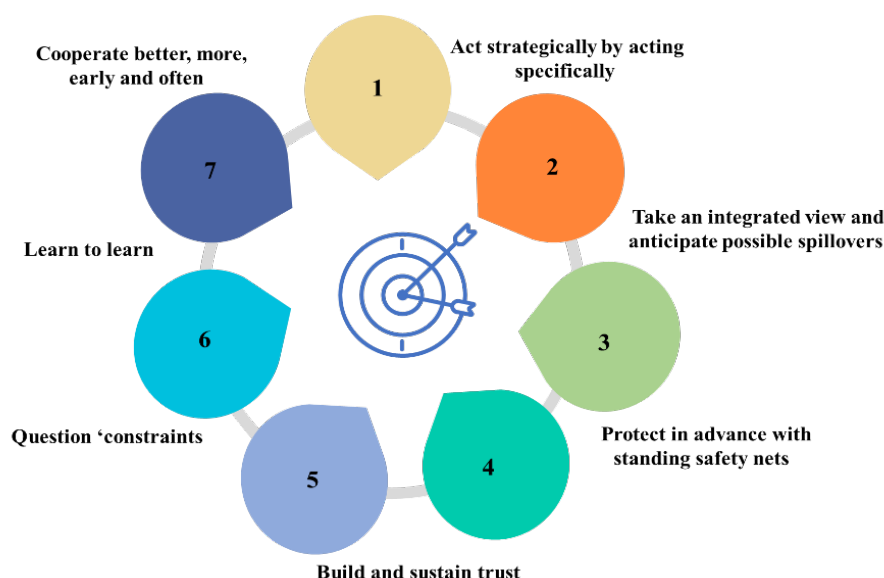 1
Act strategically by acting
specifically
2
Take an integrated view and
anticipate possible spillovers
3
Protect in advance with
standing safety nets
4
Build and sustain trust
5
Question ‘constraints
6
Learn to learn
7
Cooperate better, more,
early and often